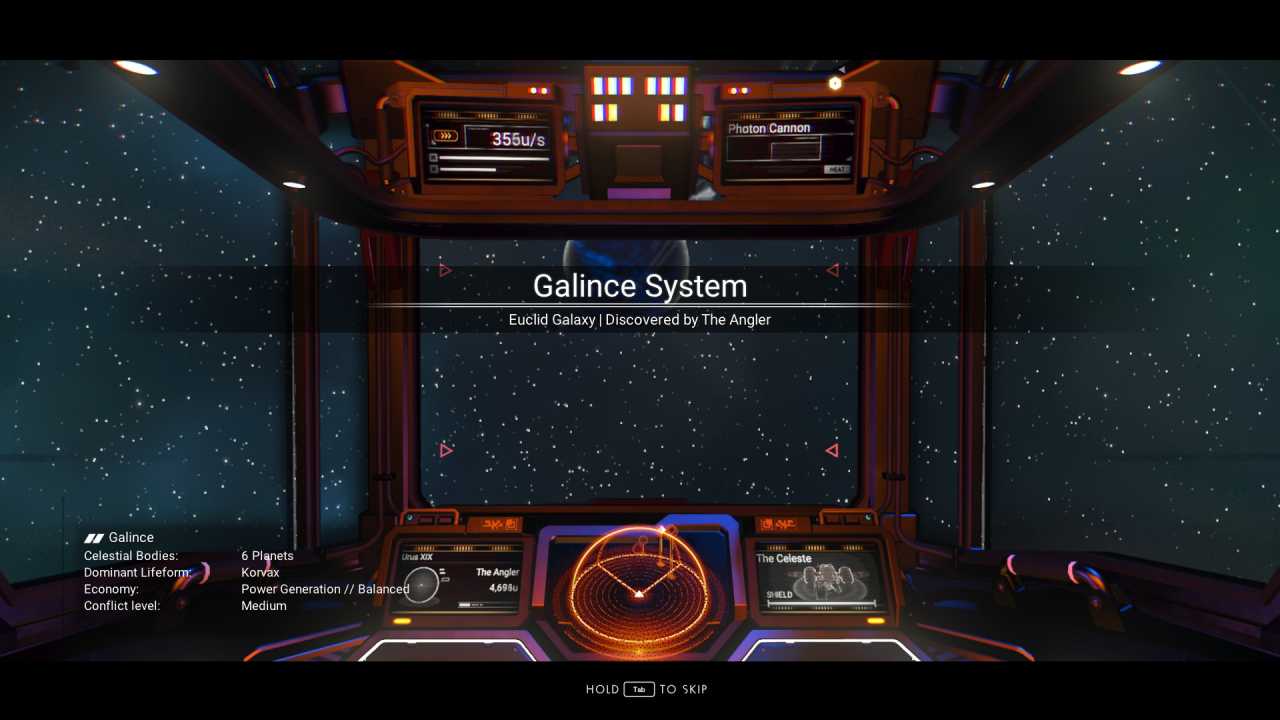 355u/s
Photon Cannon
HEAT
Galince System
Euclid Galaxy | Discovered by The Angler
Galince
Celestial Bodies: 6 Planets
Dominant Lifeform: Korvax
Economy: Power Generation // Balanced
Conflict level: Medium
Urus XIX
The Angler
4,698u
The Celeste
SHIELD
HOLD Tab TO SKIP